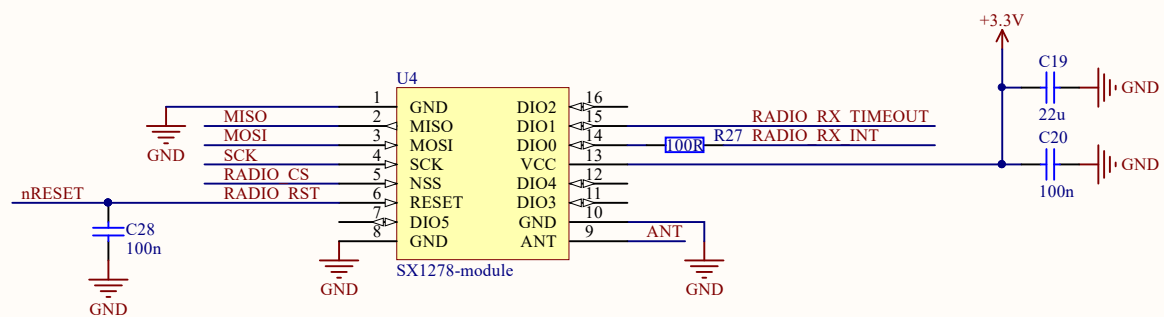 +3.3V
C19
GND
22u
U4
1 GND DIO2 16
MISO 2 MISO DIO1 15 RADIO_RX_TIMEOUT
MOSI 3 MOSI DIO0 14 100R R27 RADIO_RX_INT
GND
SCK 4 SCK VCC 13
C20
GND
100n
RADIO_CS 5 NSS DIO4 12
nRESET RADIO_RST 6 RESET DIO3 11
7 DIO5 GND 10
8 GND ANT 9 ANT
C28
100n
SX1278-module
GND
GND
GND